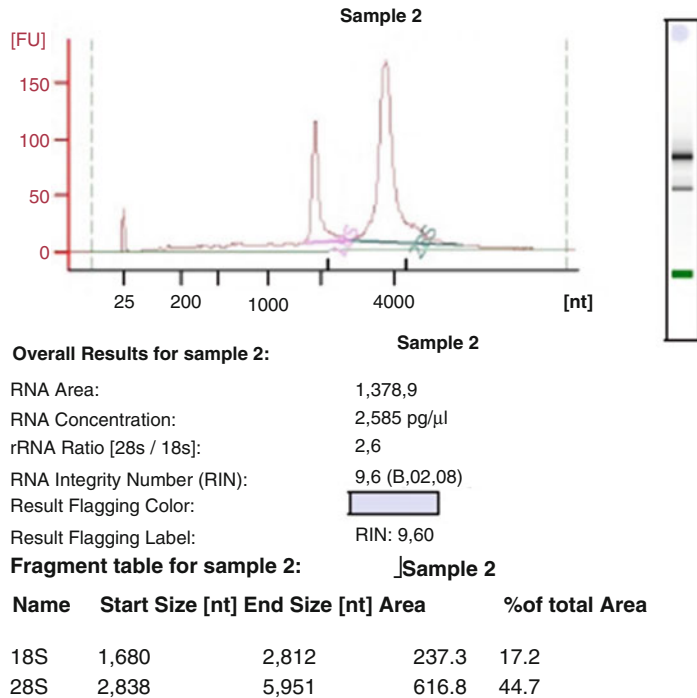 Sample 2
[FU]
150
100
50
0
25 200 1000 4000 [nt]
Sample 2
Overall Results for sample 2:
RNA Area: 1,378,9
RNA Concentration: 2,585 pg/µl
rRNA Ratio [28s / 18s]: 2,6
RNA Integrity Number (RIN): 9,6 (B,02,08)
Result Flagging Color:
Result Flagging Label: RIN: 9,60
Fragment table for sample 2: Sample 2
Name Start Size [nt] End Size [nt] Area %of total Area
18S 1,680 2,812 237.3 17.2
28S 2,838 5,951 616.8 44.7